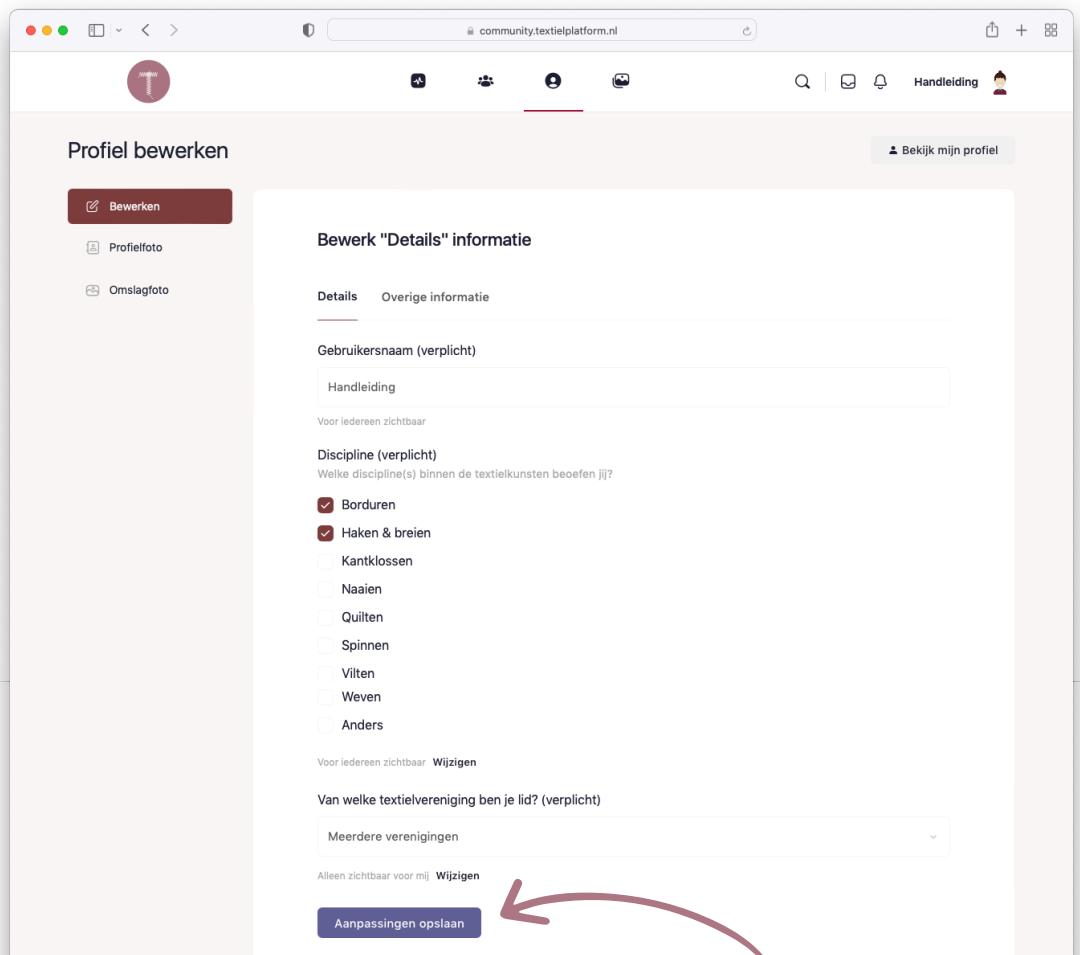 community.textielplatform.nl
T
Handleiding
Profiel bewerken
Bekijk mijn profiel
Bewerken
Profielfoto
Omslagfoto
Bewerk "Details" informatie
Details Overige informatie
Gebruikersnaam (verplicht)
Handleiding
Voor iedereen zichtbaar
Discipline (verplicht)
Welke discipline(s) binnen de textielkunsten beoefen jij?
Borduren
Haken & breien
Kantklossen
Naaien
Quilten
Spinnen
Vilten
Weven
Anders
Voor iedereen zichtbaar Wijzigen
Van welke textielvereniging ben je lid? (verplicht)
Meerdere verenigingen
Alleen zichtbaar voor mij Wijzigen
Aanpassingen opslaan